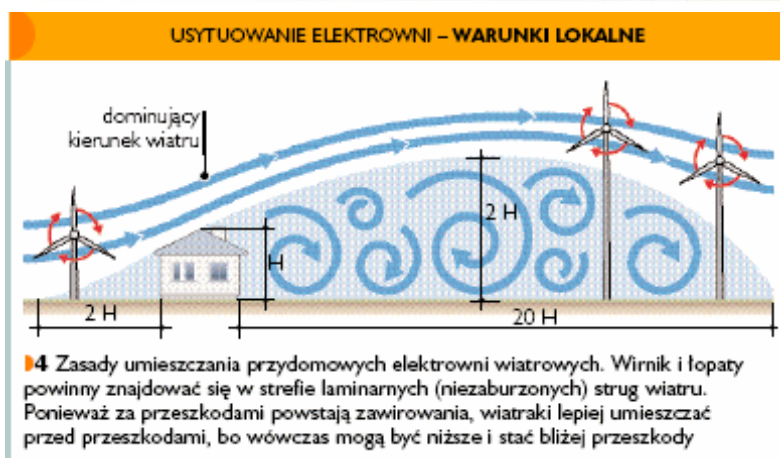 USYTUOWANIE ELEKTROWNI – WARUNKI LOKALNE
dominujący
kierunek wiatru
2 H
H
2 H
20 H
4 Zasady umieszczania przydomowych elektrowni wiatrowych. Wirnik i łopaty
powinny znajdować się w strefie laminarnych (niezaburzonych) strug wiatru.
Ponieważ za przeszkodami powstają zawirowania, wiatraki lepiej umieszczać
przed przeszkodami, bo wówczas mogą być niższe i stać bliżej przeszkody